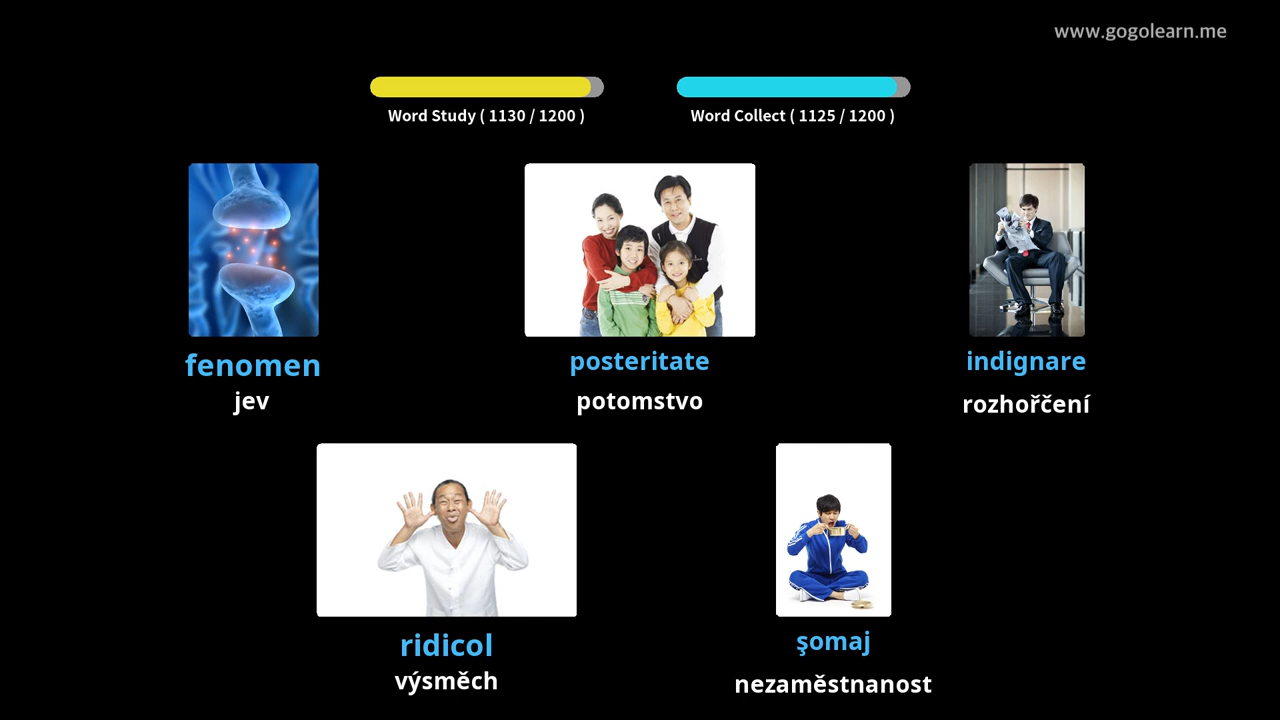 www.gogolearn.me
Word Study ( 1130 / 1200 )
Word Collect ( 1125 / 1200 )
fenomen
jev
posteritate
potomstvo
indignare
rozhořčení
ridicol
výsměch
şomaj
nezaměstnanost